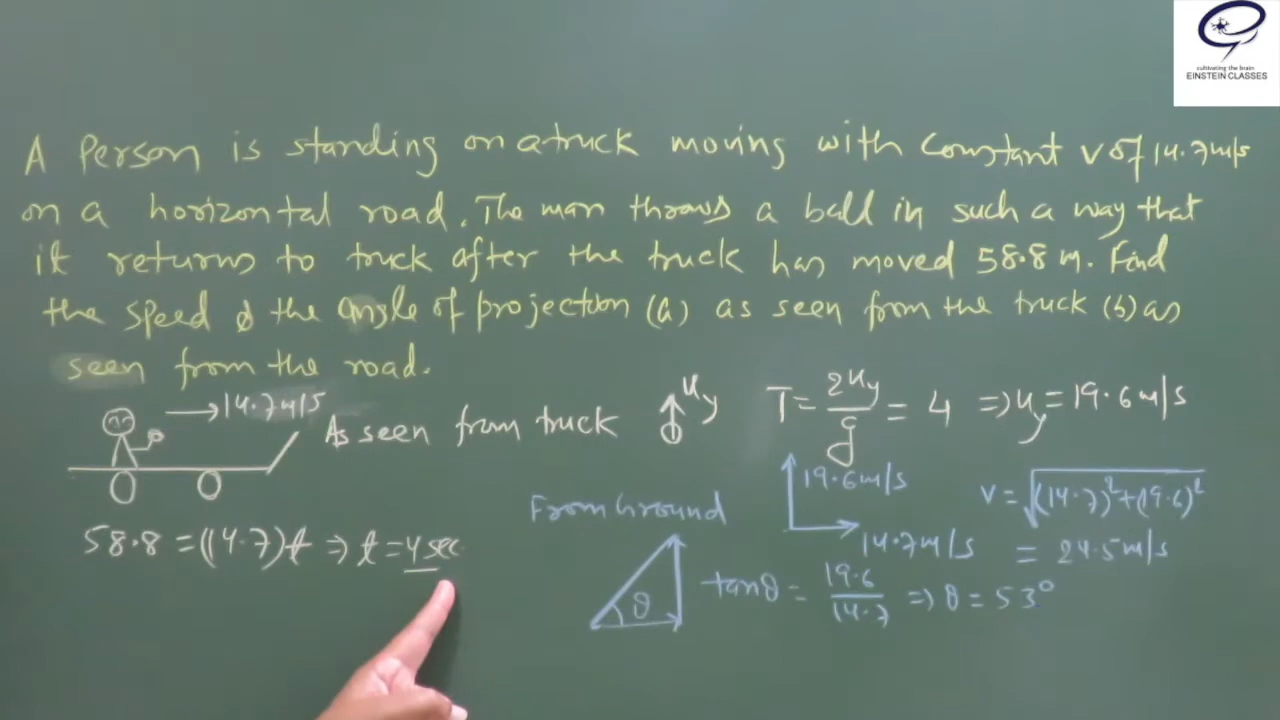 cultivating the brain
EINSTEIN CLASSES
A Person is standing on a truck moving with constant v of 14.7 m/s
on a horizontal road. The man throws a ball in such a way that
it returns to truck after the truck has moved 58.8 m. Find
the speed & the angle of projection (a) as seen from the truck (b) as
seen from the road.
→14.7 m/s
As seen from truck
u_y
T = 2u_y/g = 4 ⇒ u_y = 19.6 m/s
58.8 = (14.7)t ⇒ t = 4 sec
From Ground
19.6 m/s
14.7 m/s
v = √(14.7)²+(19.6)²
= 24.5 m/s
θ
tanθ = 19.6/14.7 ⇒ θ = 53°